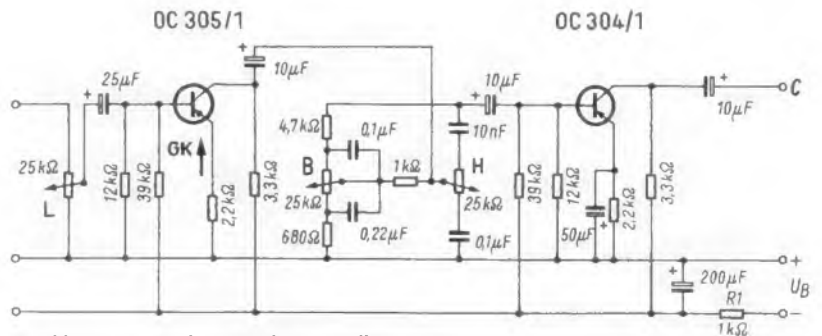 OC 305/1
OC 304/1
+
10µF
25µF
+
25kΩ
L
12kΩ
39kΩ
GK
2,2kΩ
3,3kΩ
4,7kΩ
0,1µF
B
25kΩ
1kΩ
0,22µF
680Ω
10nF
H
25kΩ
0,1µF
10µF
+
39kΩ
12kΩ
50µF
+
2,2kΩ
3,3kΩ
+
10µF
C
+
200µF
+
UB
R1
1kΩ
−